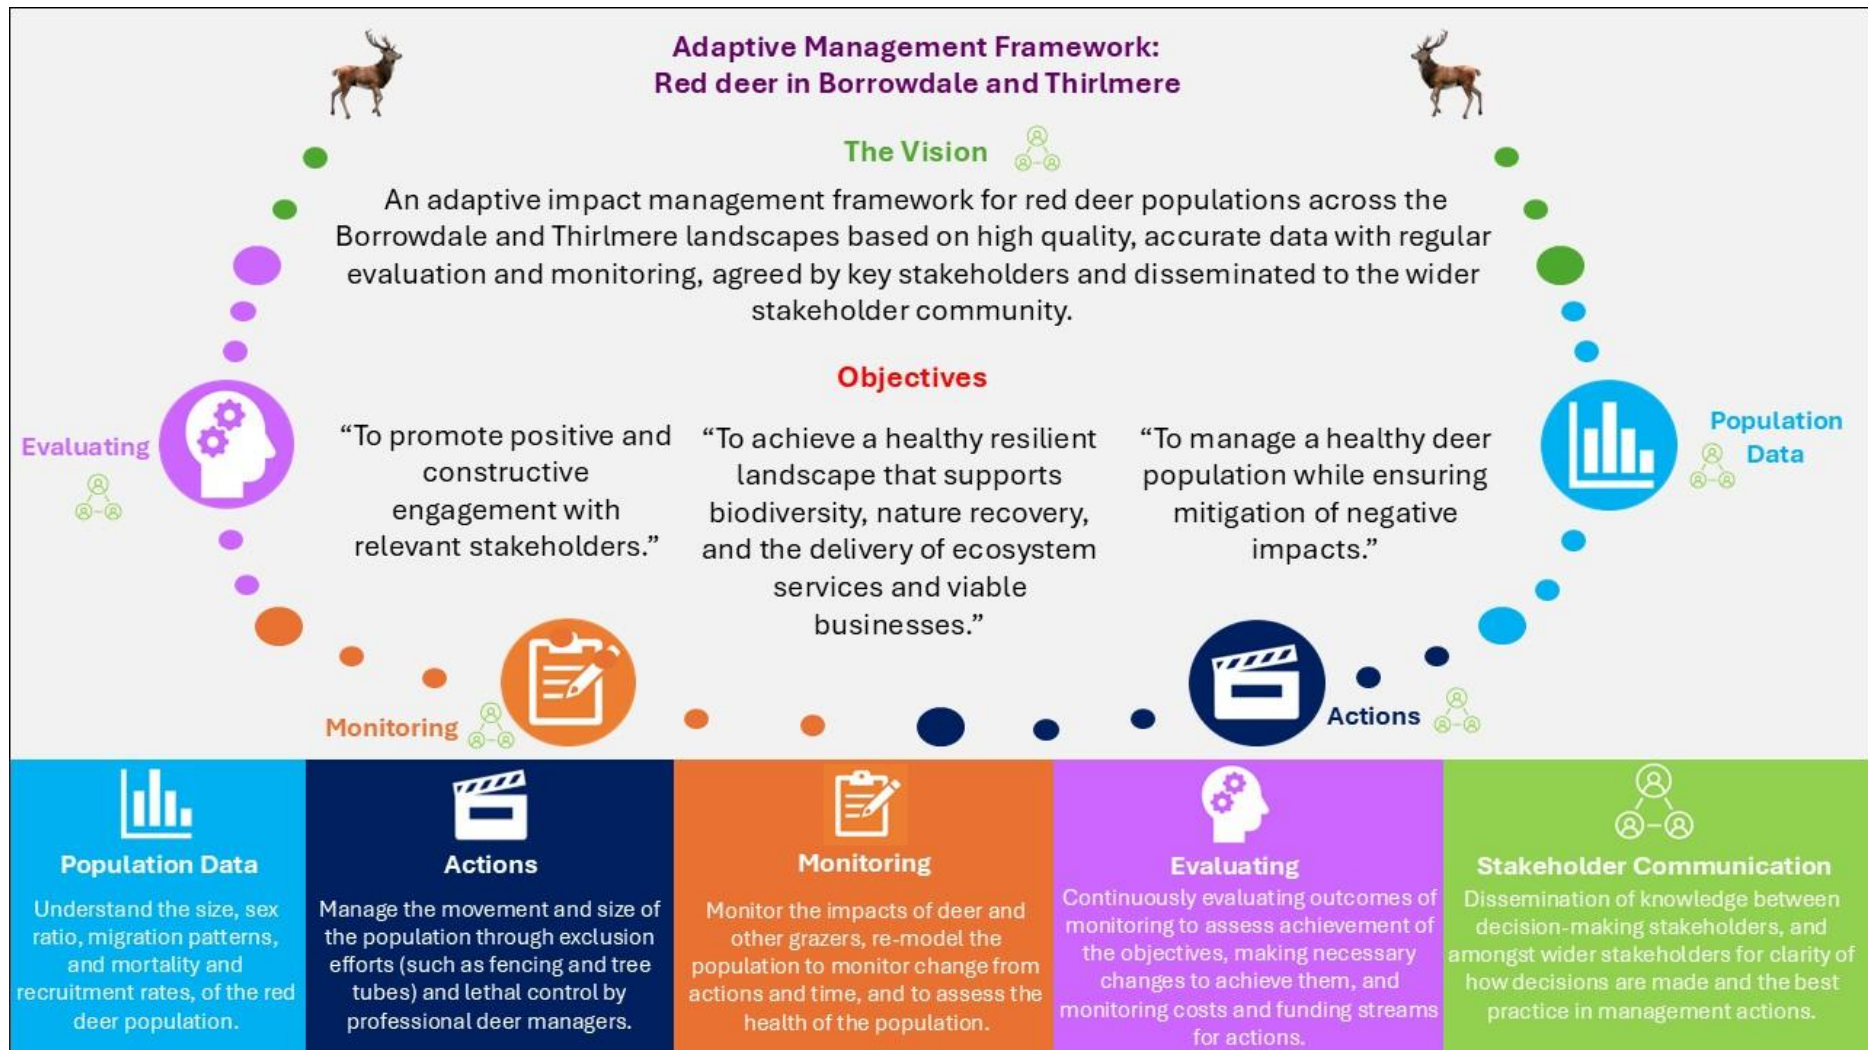 Adaptive Management Framework:
Red deer in Borrowdale and Thirlmere
The Vision
An adaptive impact management framework for red deer populations across the
Borrowdale and Thirlmere landscapes based on high quality, accurate data with regular
evaluation and monitoring, agreed by key stakeholders and disseminated to the wider
stakeholder community.
Objectives
“To promote positive and
constructive
engagement with
relevant stakeholders.”
“To achieve a healthy resilient
landscape that supports
biodiversity, nature recovery,
and the delivery of ecosystem
services and viable
businesses.”
“To manage a healthy deer
population while ensuring
mitigation of negative
impacts.”
Evaluating
Population
Data
Monitoring
Actions
Population Data
Understand the size, sex
ratio, migration patterns,
and mortality and
recruitment rates, of the red
deer population.
Actions
Manage the movement and size of
the population through exclusion
efforts (such as fencing and tree
tubes) and lethal control by
professional deer managers.
Monitoring
Monitor the impacts of deer and
other grazers, re-model the
population to monitor change from
actions and time, and to assess the
health of the population.
Evaluating
Continuously evaluating outcomes of
monitoring to assess achievement of
the objectives, making necessary
changes to achieve them, and
monitoring costs and funding streams
for actions.
Stakeholder Communication
Dissemination of knowledge between
decision-making stakeholders, and
amongst wider stakeholders for clarity of
how decisions are made and the best
practice in management actions.